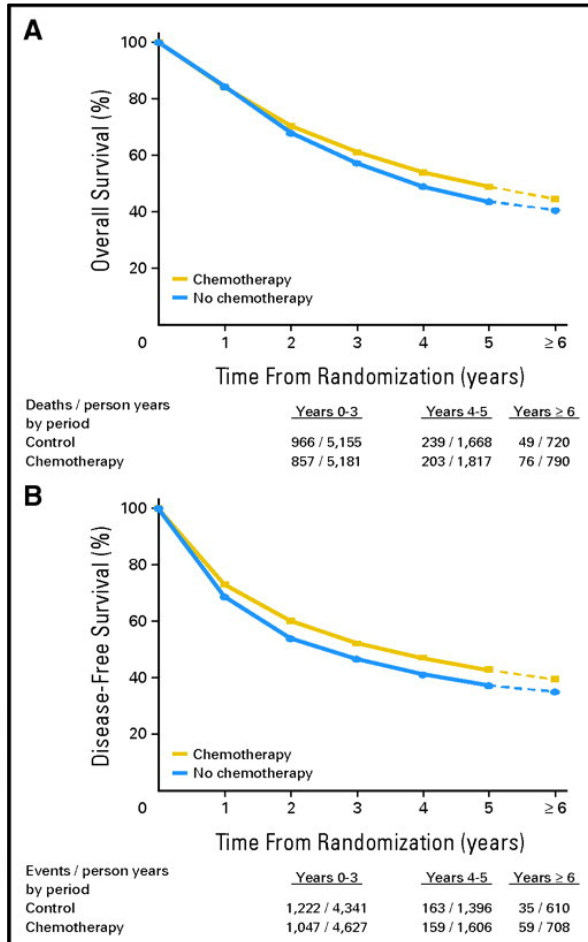 A
100
80
60
40
20
Overall Survival (%)
Chemotherapy
No chemotherapy
0 1 2 3 4 5 ≥ 6
Time From Randomization (years)
Deaths / person years
by period Years 0-3 Years 4-5 Years ≥ 6
Control 966 / 5,155 239 / 1,668 49 / 720
Chemotherapy 857 / 5,181 203 / 1,817 76 / 790
B
100
80
60
40
20
Disease-Free Survival (%)
Chemotherapy
No chemotherapy
0 1 2 3 4 5 ≥ 6
Time From Randomization (years)
Events / person years
by period Years 0-3 Years 4-5 Years ≥ 6
Control 1,222 / 4,341 163 / 1,396 35 / 610
Chemotherapy 1,047 / 4,627 159 / 1,606 59 / 708